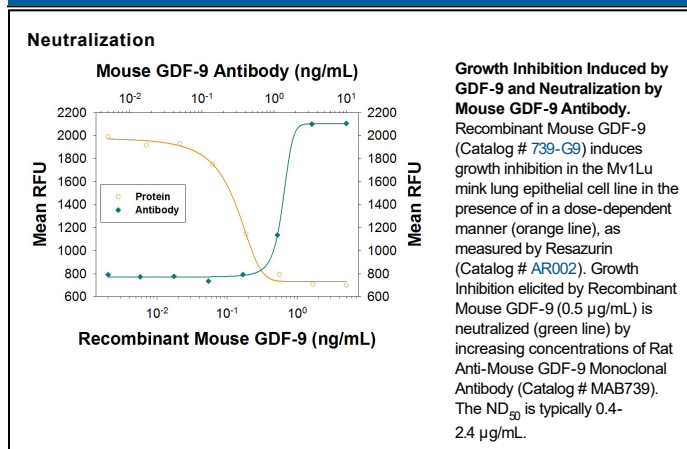 Neutralization
Mouse GDF-9 Antibody (ng/mL)
10-2 10-1 100 101
2200 2200
2000 2000
1800 1800
1600 1600
1400 1400
1200 1200
1000 1000
800 800
600 600
Mean RFU
Mean RFU
Protein
Antibody
10-2 10-1 100
Recombinant Mouse GDF-9 (ng/mL)
Growth Inhibition Induced by
GDF-9 and Neutralization by
Mouse GDF-9 Antibody.
Recombinant Mouse GDF-9
(Catalog # 739-G9) induces
growth inhibition in the Mv1Lu
mink lung epithelial cell line in the
presence of in a dose-dependent
manner (orange line), as
measured by Resazurin
(Catalog # AR002). Growth
Inhibition elicited by Recombinant
Mouse GDF-9 (0.5 µg/mL) is
neutralized (green line) by
increasing concentrations of Rat
Anti-Mouse GDF-9 Monoclonal
Antibody (Catalog # MAB739).
The ND50 is typically 0.4-
2.4 µg/mL.